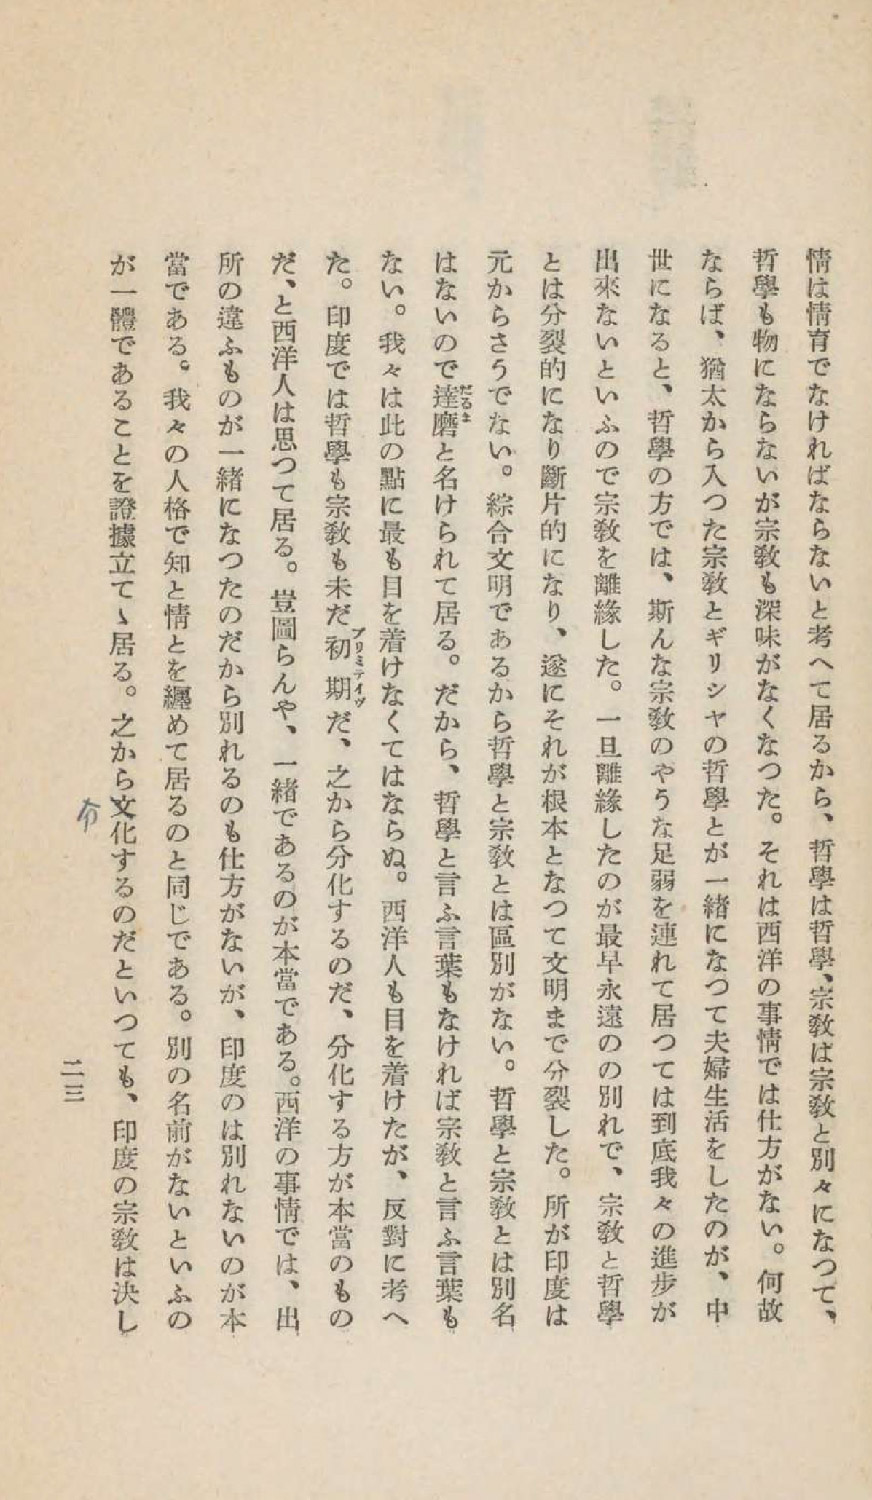 情は情育でなければならないと考へて居るから、哲學は哲學、宗敎は宗敎と別々になつて、
哲學も物にならないが宗敎も深味がなくなつた。それは西洋の事情では仕方がない。何故
ならば、猶太から入つた宗敎とギリシヤの哲學とが一緖になつて夫婦生活をしたのが、中
世になると、哲學の方では、斯んな宗敎のやうな足弱を連れて居つては到底我々の進步が
出來ないといふので宗敎を離緣した。一旦離緣したのが最早永遠のの別れで、宗敎と哲學
とは分裂的になり斷片的になり、遂にそれが根本となつて文明まで分裂した。所が印度は
元からさうでない。綜合文明であるから哲學と宗敎とは區別がない。哲學と宗敎とは別名
はないので達磨と名けられて居る。だから、哲學と言ふ言葉もなければ宗敎と言ふ言葉も
だるま
ない。我々は此の點に最も目を着けなくてはならぬ。西洋人も目を着けたが、反對に考へ
た。印度では哲學も宗敎も未だ初期だ、之から分化するのだ、分化する方が本當のもの
プリミテイヴ
だ、と西洋人は思つて居る。豈圖らんや、一緖であるのが本當である。西洋の事情では、出
所の違ふものが一緖になつたのだから別れるのも仕方がないが、印度のは別れないのが本
當である。我々の人格で知と情とを纏めて居るのと同じである。別の名前がないといふの
が一體であることを證據立てゝ居る。之から文化するのだといつても、印度の宗敎は決し
分
二三